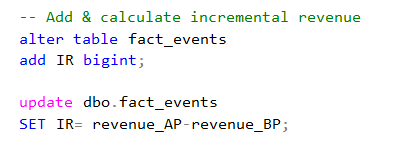 -- Add & calculate incremental revenue
alter table fact_events
add IR bigint;
update dbo.fact_events
SET IR= revenue_AP-revenue_BP;